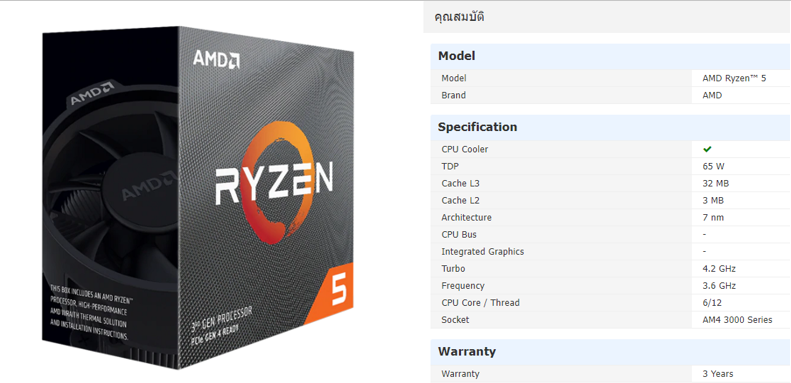 AMD
AMD
AMD
RYZEN
5
THIS BOX INCLUDES AN AMD RYZEN™
PROCESSOR, HIGH-PERFORMANCE
AMD WRAITH THERMAL SOLUTION
AND INSTALLATION INSTRUCTIONS.
3RD GEN PROCESSOR
PCIe GEN 4 READY
คุณสมบัติ
Model
Model AMD Ryzen™ 5
Brand AMD
Specification
CPU Cooler ✔
TDP 65 W
Cache L3 32 MB
Cache L2 3 MB
Architecture 7 nm
CPU Bus -
Integrated Graphics -
Turbo 4.2 GHz
Frequency 3.6 GHz
CPU Core / Thread 6/12
Socket AM4 3000 Series
Warranty
Warranty 3 Years